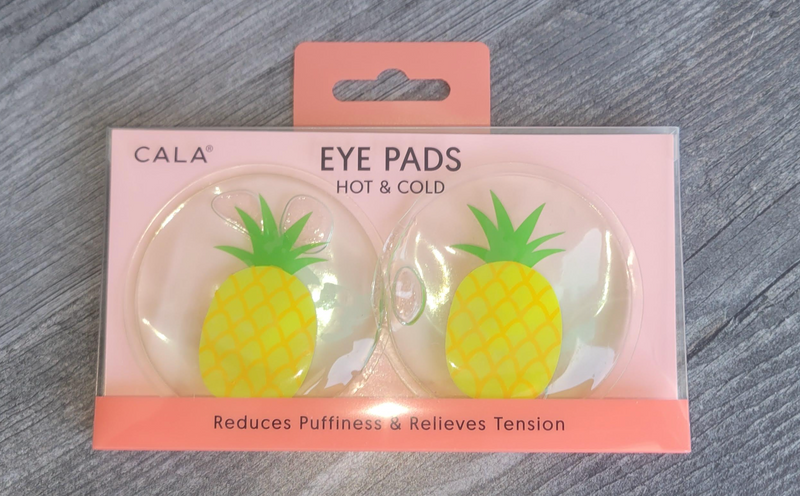 CALA®
EYE PADS
HOT & COLD
Reduces Puffiness & Relieves Tension